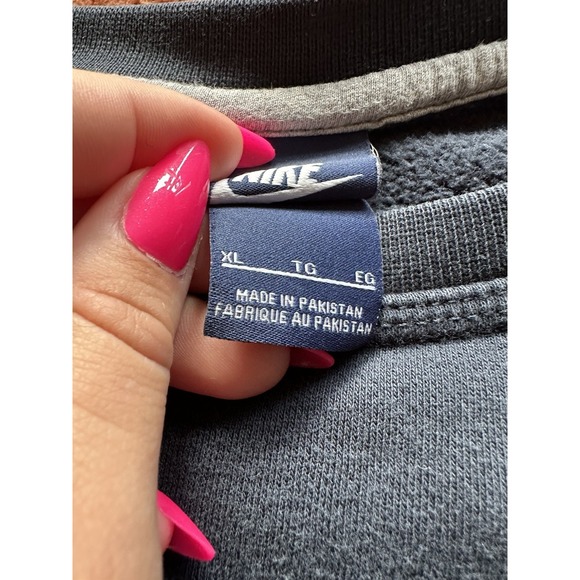 NIKE
XL TG EG
MADE IN PAKISTAN
FABRIQUE AU PAKISTAN